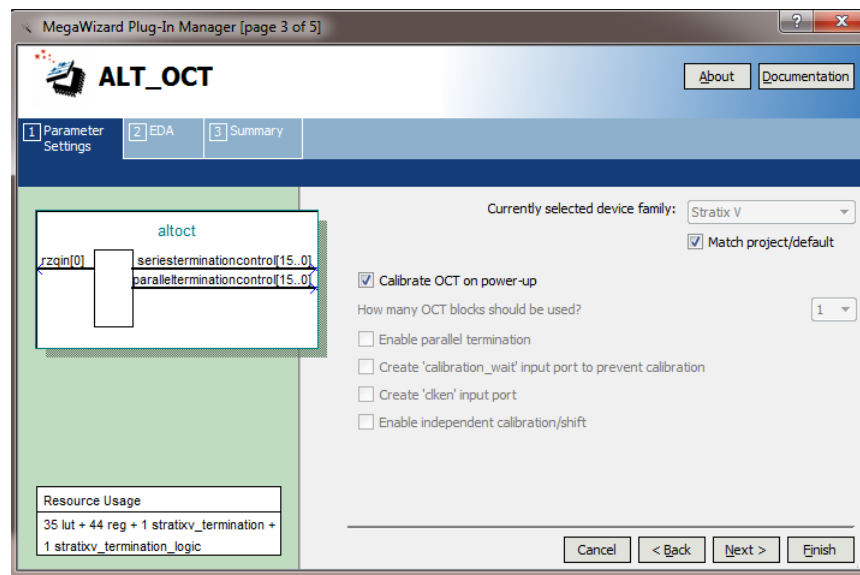 MegaWizard Plug-In Manager [page 3 of 5]
? X
ALT_OCT
About Documentation
1 Parameter Settings
2 EDA
3 Summary
altoct
rzqin[0]
seriesterminationcontrol[15..0]
parallelterminationcontrol[15..0]
Currently selected device family: Stratix V
Match project/default
Calibrate OCT on power-up
How many OCT blocks should be used? 1
Enable parallel termination
Create 'calibration_wait' input port to prevent calibration
Create 'clken' input port
Enable independent calibration/shift
Resource Usage
35 lut + 44 reg + 1 stratixv_termination +
1 stratixv_termination_logic
Cancel < Back Next > Finish